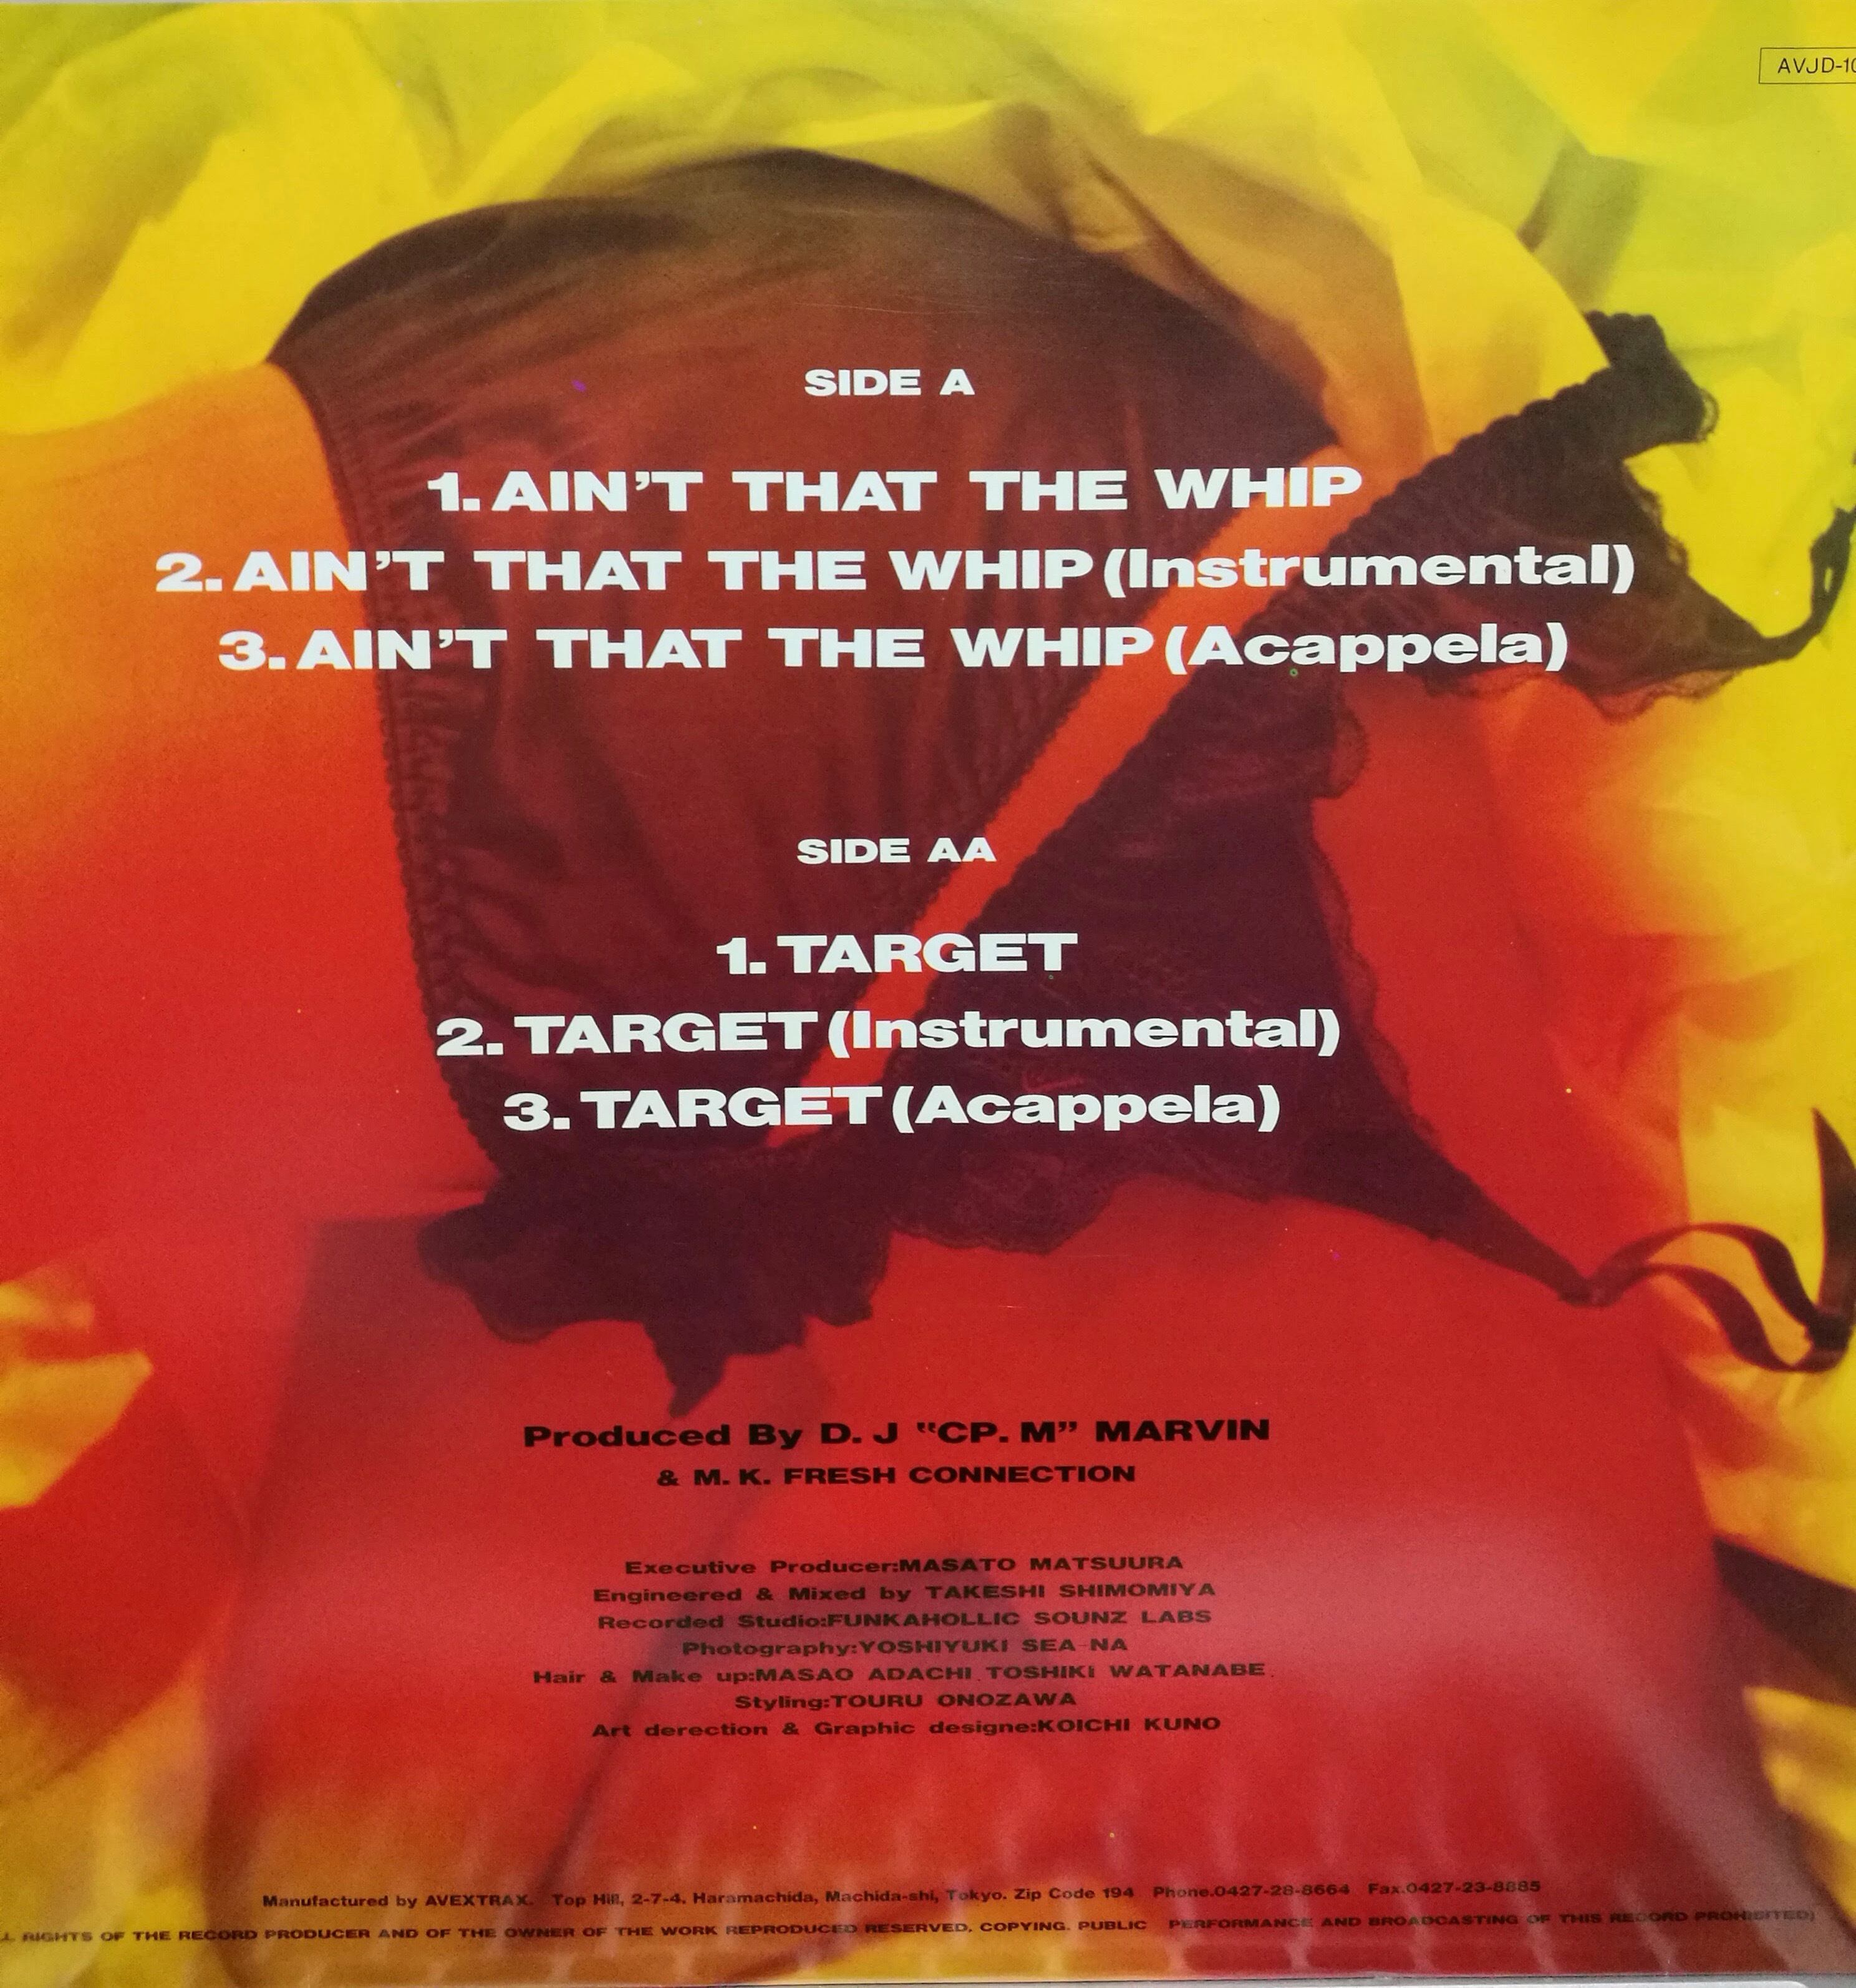 AVJD-10
SIDE A
1. AIN'T THAT THE WHIP
2. AIN'T THAT THE WHIP (Instrumental)
3. AIN'T THAT THE WHIP (Acappela)
SIDE AA
1. TARGET
2. TARGET (Instrumental)
3. TARGET (Acappela)
Produced By D. J "CP. M" MARVIN
& M. K. FRESH CONNECTION
Executive Producer:MASATO MATSUURA
Engineered & Mixed by TAKESHI SHIMOMIYA
Recorded Studio:FUNKAHOLLIC SOUNZ LABS
Photography:YOSHIYUKI SEA-NA
Hair & Make up:MASAO ADACHI. TOSHIKI WATANABE.
Styling:TOURU ONOZAWA
Art derection & Graphic designe:KOICHI KUNO
Manufactured by AVEXTRAX. Top Hill, 2-7-4. Haramachida, Machida-shi, Tokyo. Zip Code 194 Phone.0427-28-8664 Fax.0427-23-8885
RIGHTS OF THE RECORD PRODUCER AND OF THE OWNER OF THE WORK REPRODUCED RESERVED. COPYING. PUBLIC PERFORMANCE AND BROADCASTING OF THIS RECORD PROHIBITED)